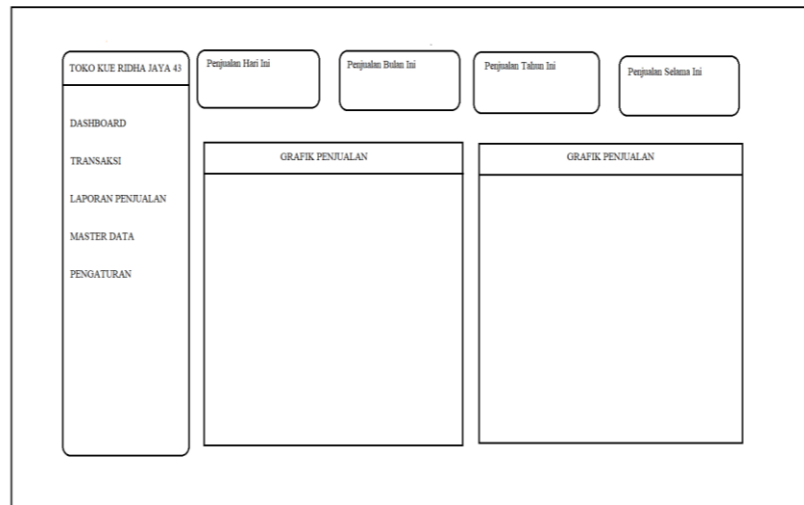 TOKO KUE RIDHA JAYA 43
DASHBOARD
TRANSAKSI
LAPORAN PENJUALAN
MASTER DATA
PENGATURAN
Penjualan Hari Ini
Penjualan Bulan Ini
Penjualan Tahun Ini
Penjualan Selama Ini
GRAFIK PENJUALAN
GRAFIK PENJUALAN